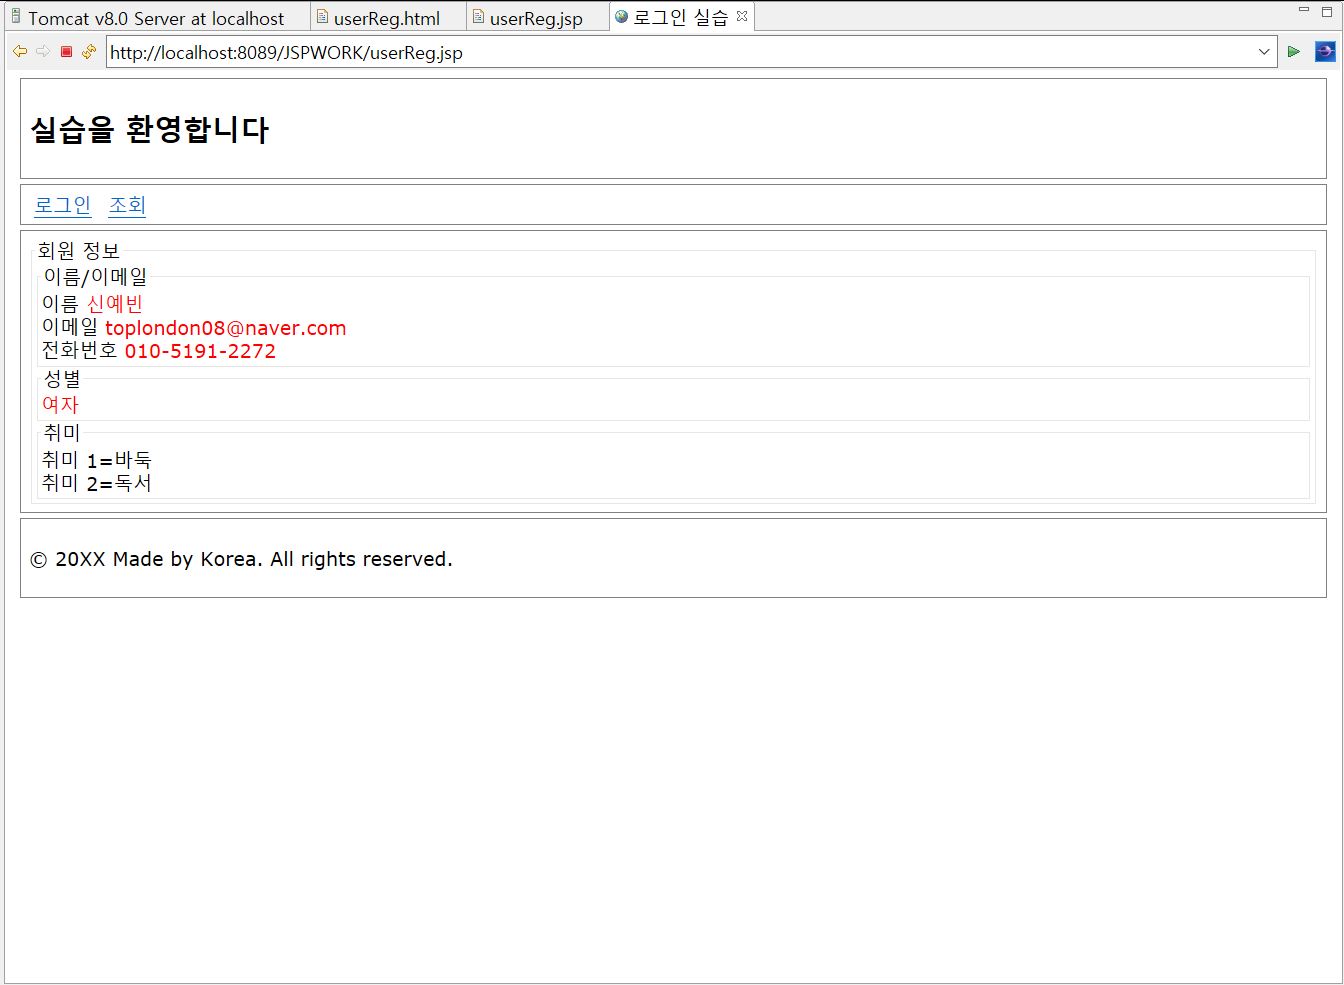 Tomcat v8.0 Server at localhost userReg.html userReg.jsp 로그인 실습
http://localhost:8089/JSPWORK/userReg.jsp
실습을 환영합니다
로그인 조회
회원 정보
이름/이메일
이름 신예빈
이메일 toplondon08@naver.com
전화번호 010-5191-2272
성별
여자
취미
취미 1=바둑
취미 2=독서
© 20XX Made by Korea. All rights reserved.